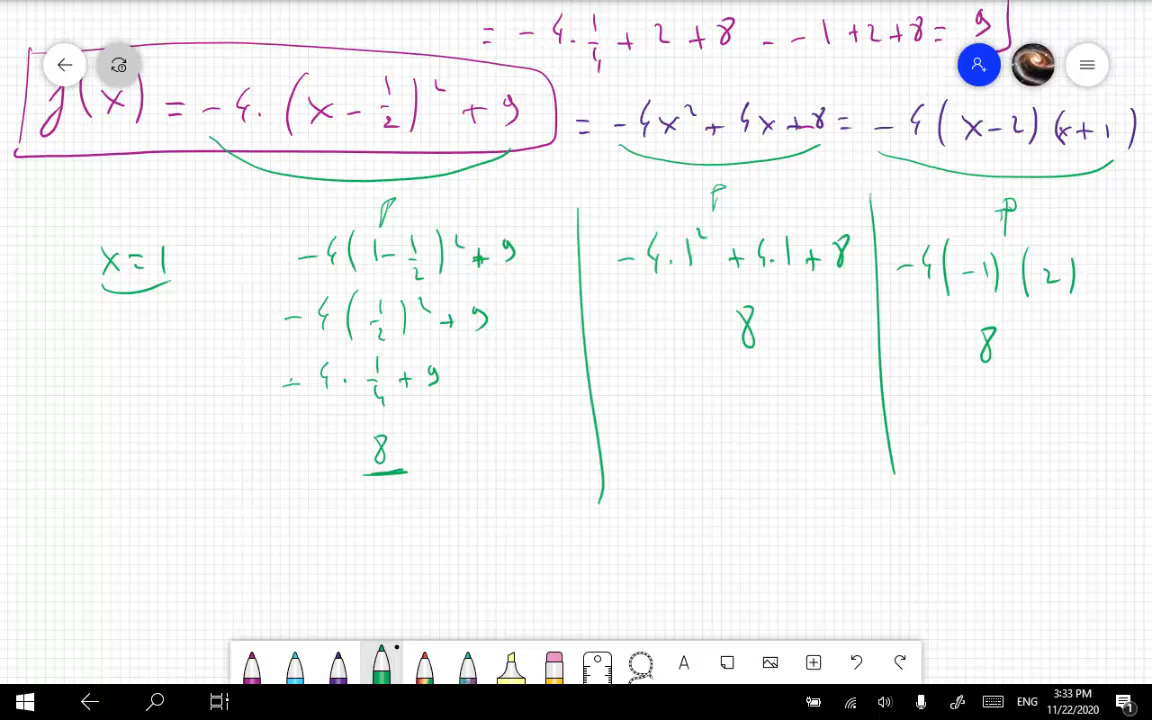 = - 4 . 1/4 + 2 + 8 = - 1 + 2 + 8 = 9
f(x) = -4. (x - 1/2)² + 9 = -4x² + 4x + 8 = -4(x-2)(x+1)
P P P
x = 1 -4(1 - 1/2)² + 9 -4.1² + 4.1 + 8 -4(-1)(2)
-4(1/2)² + 9 8 8
-4 . 1/4 + 9
8
A
ENG 3:33 PM
11/22/2020 1